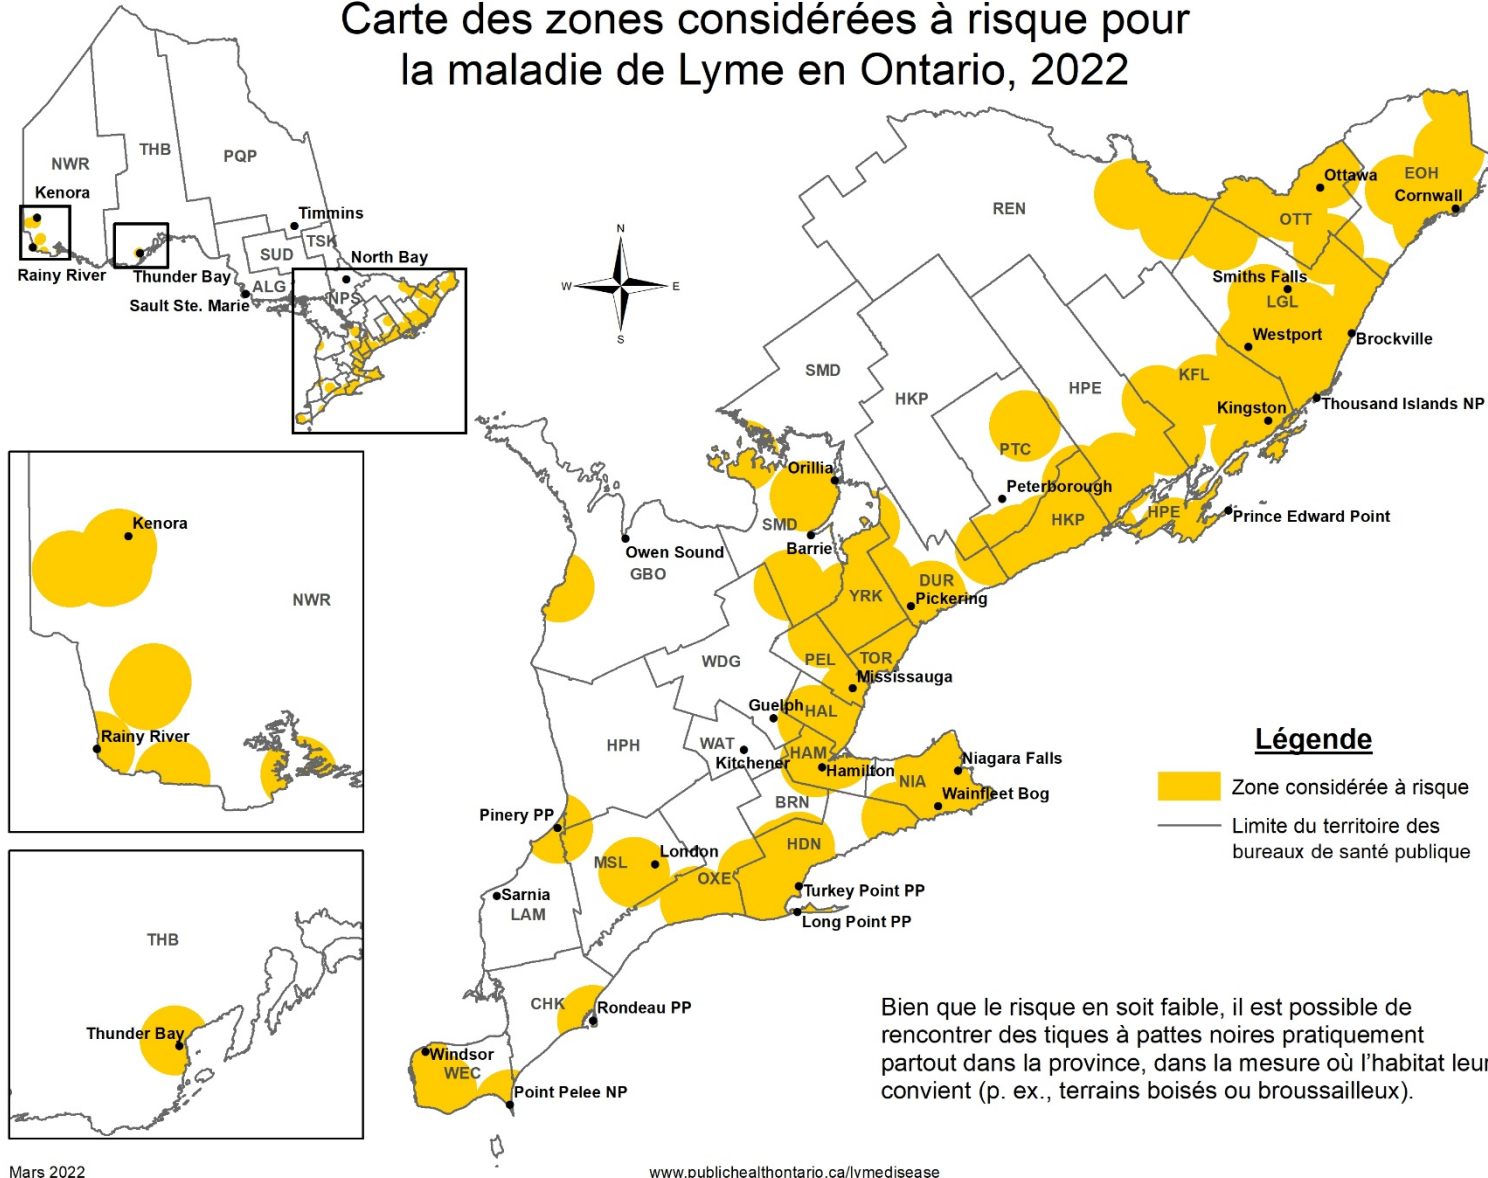 Carte des zones considérées à risque pour
la maladie de Lyme en Ontario, 2022
NWR
THB
PQP
Kenora
Timmins
TSK
SUD
North Bay
Rainy River
Thunder Bay
ALG
NPS
Sault Ste. Marie
N
W
E
S
REN
Ottawa
EOH
Cornwall
OTT
Smiths Falls
LGL
Westport
Brockville
SMD
HKP
HPE
KFL
Kingston
Thousand Islands NP
PTC
Orillia
Peterborough
SMD
HKP
HPE
Prince Edward Point
Barrie
Owen Sound
GBO
DUR
YRK
Pickering
WDG
PEL
TOR
Mississauga
Guelph
HAL
HPH
WAT
Kitchener
HAM
Hamilton
Niagara Falls
NIA
Wainfleet Bog
BRN
Pinery PP
HDN
MSL
London
OXE
Turkey Point PP
Sarnia
LAM
Long Point PP
CHK
Rondeau PP
Windsor
WEC
Point Pelee NP
Kenora
NWR
Rainy River
THB
Thunder Bay
Légende
Zone considérée à risque
Limite du territoire des
bureaux de santé publique
Bien que le risque en soit faible, il est possible de
rencontrer des tiques à pattes noires pratiquement
partout dans la province, dans la mesure où l'habitat leur
convient (p. ex., terrains boisés ou broussailleux).
Mars 2022
www.publichealthontario.ca/lymedisease